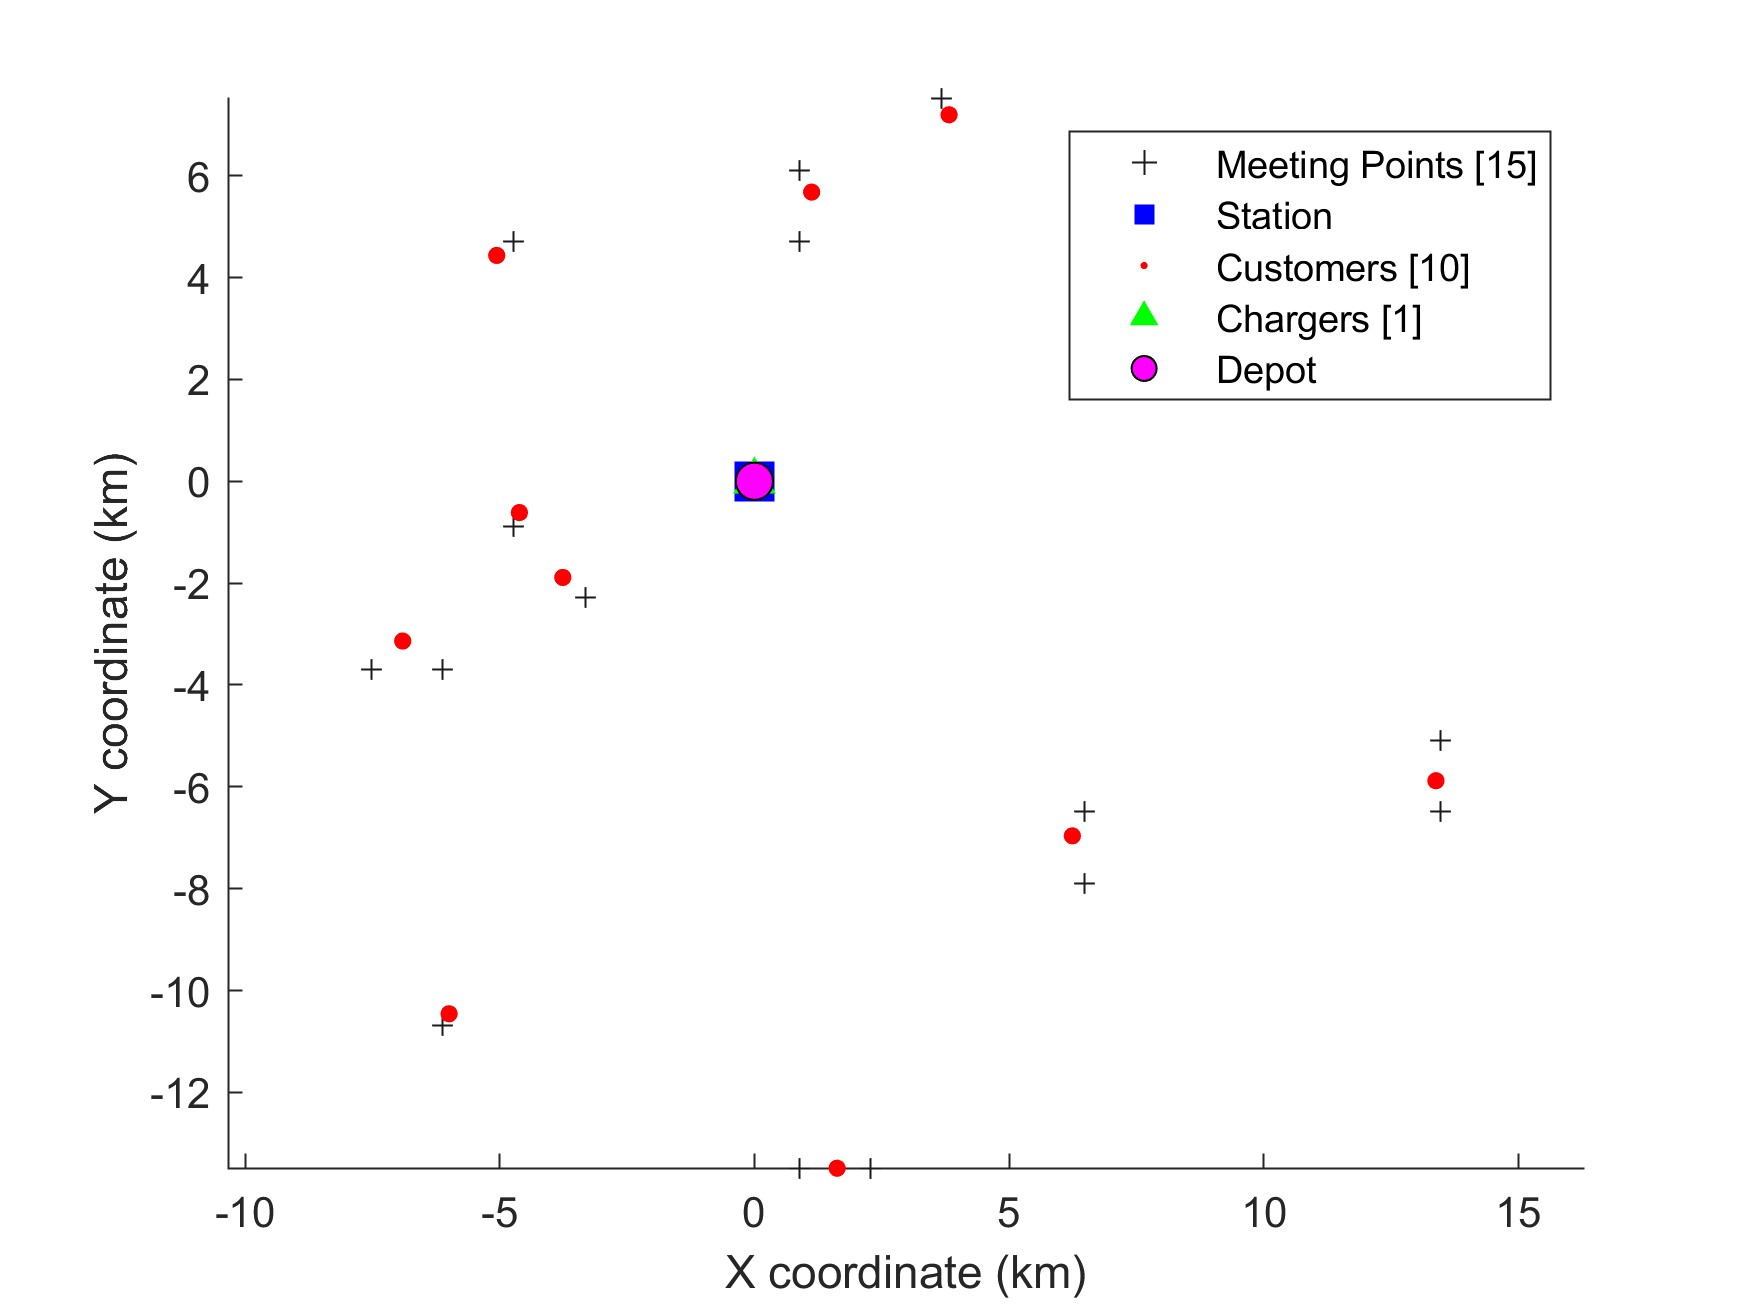 Meeting Points [15]
Station
Customers [10]
Chargers [1]
Depot
6
4
2
0
-2
-4
-6
-8
-10
-12
Y coordinate (km)
-10 -5 0 5 10 15
X coordinate (km)